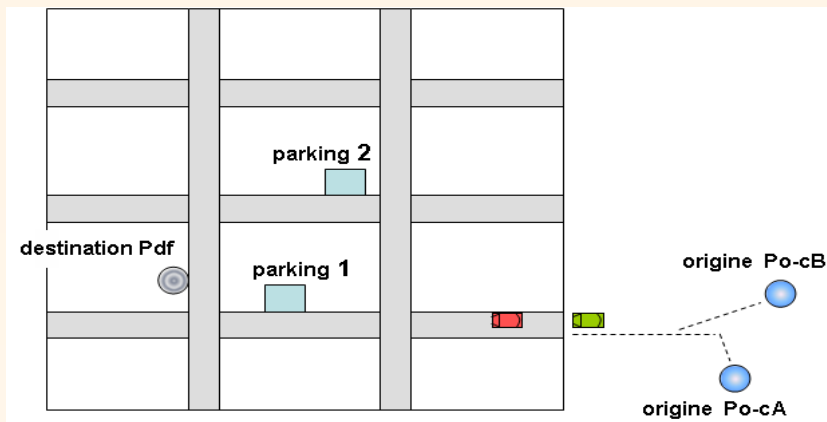 parking 2
destination Pdf
parking 1
origine Po-cB
origine Po-cA